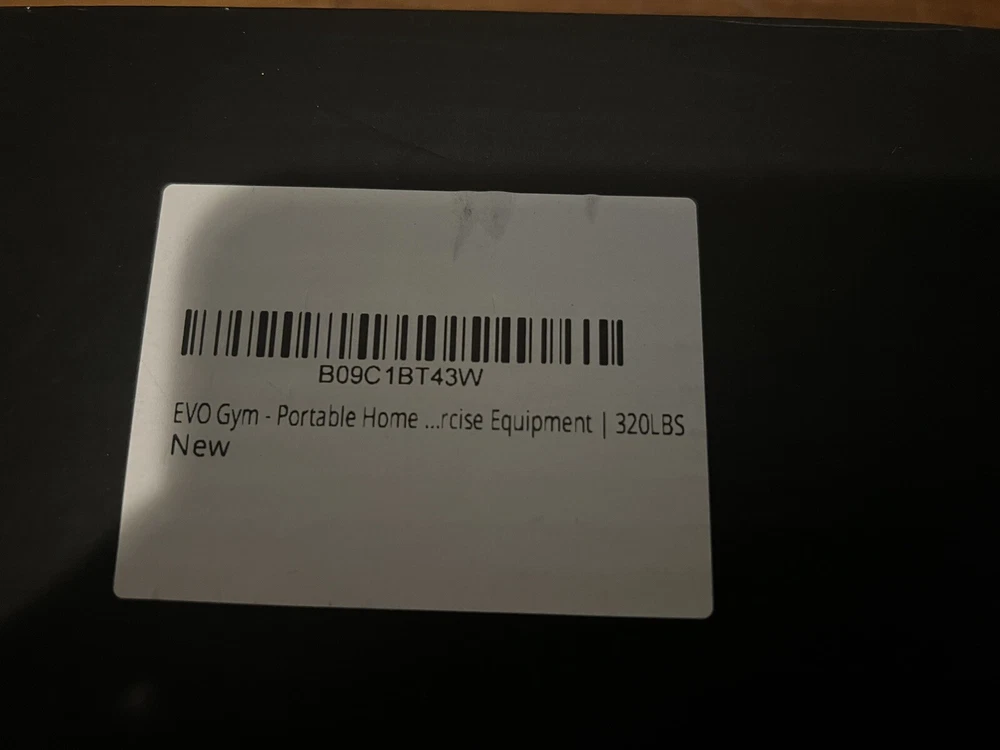 B09C1BT43W
EVO Gym - Portable Home ...rcise Equipment | 320LBS
New